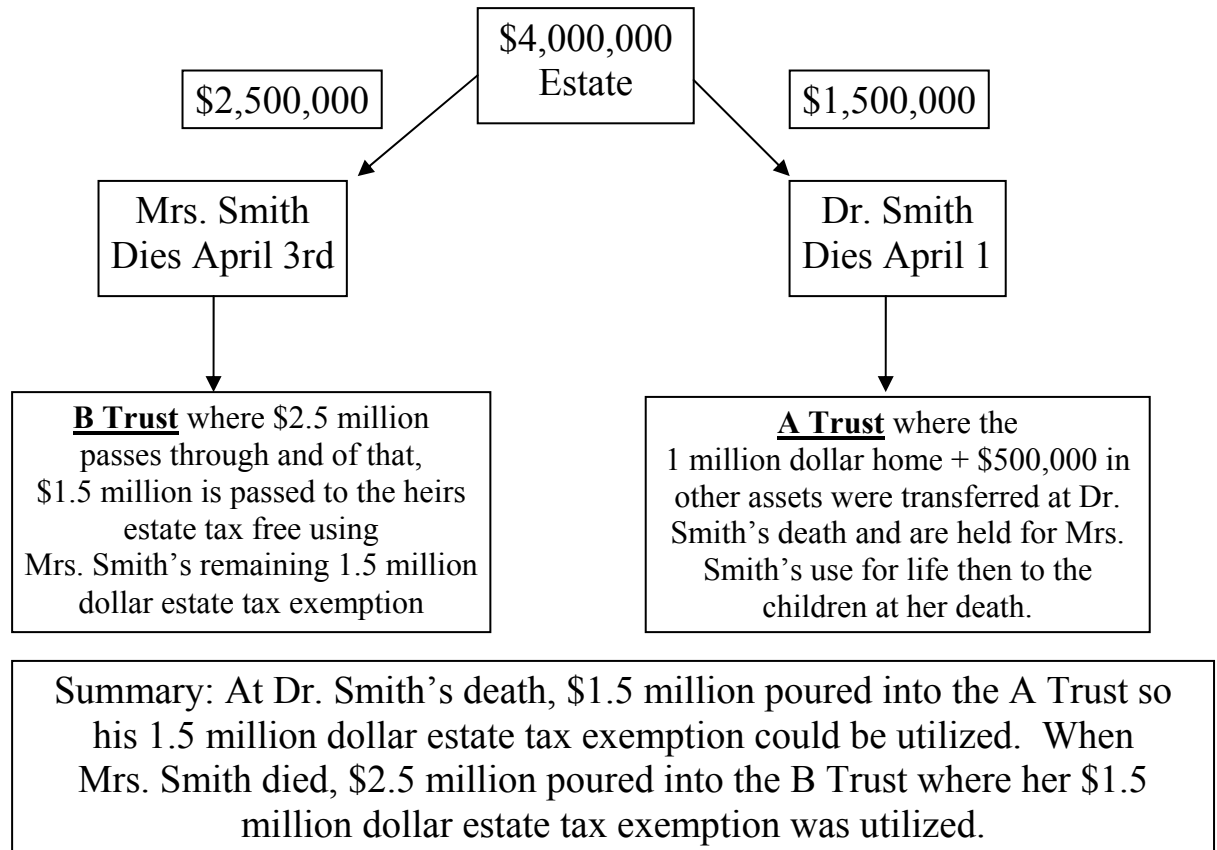 $4,000,000
Estate
$2,500,000
$1,500,000
Mrs. Smith
Dies April 3rd
Dr. Smith
Dies April 1
B Trust where $2.5 million
passes through and of that,
$1.5 million is passed to the heirs
estate tax free using
Mrs. Smith’s remaining 1.5 million
dollar estate tax exemption
A Trust where the
1 million dollar home + $500,000 in
other assets were transferred at Dr.
Smith’s death and are held for Mrs.
Smith’s use for life then to the
children at her death.
Summary: At Dr. Smith’s death, $1.5 million poured into the A Trust so
his 1.5 million dollar estate tax exemption could be utilized.  When
Mrs. Smith died, $2.5 million poured into the B Trust where her $1.5
million dollar estate tax exemption was utilized.